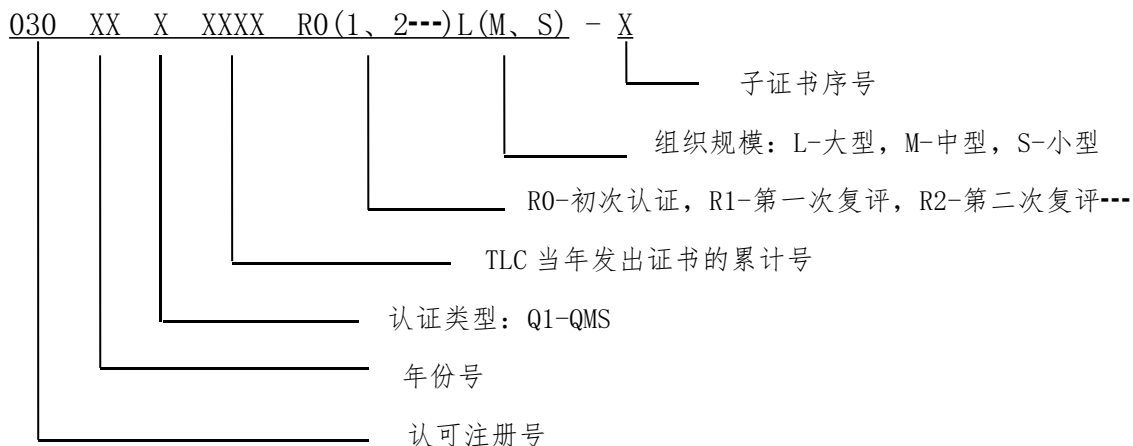 030 XX X XXXX R0(1、2---)L(M、S) - X
子证书序号
组织规模：L-大型，M-中型，S-小型
R0-初次认证，R1-第一次复评，R2-第二次复评---
TLC 当年发出证书的累计号
认证类型：Q1-QMS
年份号
认可注册号